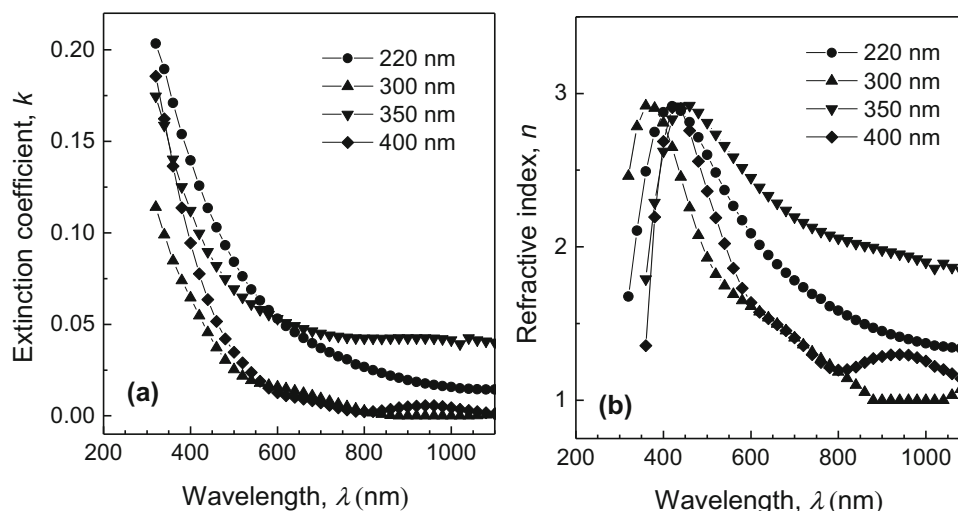 Extinction coefficient, k
0.20
0.15
0.10
0.05
0.00
220 nm
300 nm
350 nm
400 nm
(a)
200 400 600 800 1000
Wavelength, λ (nm)
Refractive index, n
3
2
1
220 nm
300 nm
350 nm
400 nm
(b)
200 400 600 800 1000
Wavelength, λ (nm)